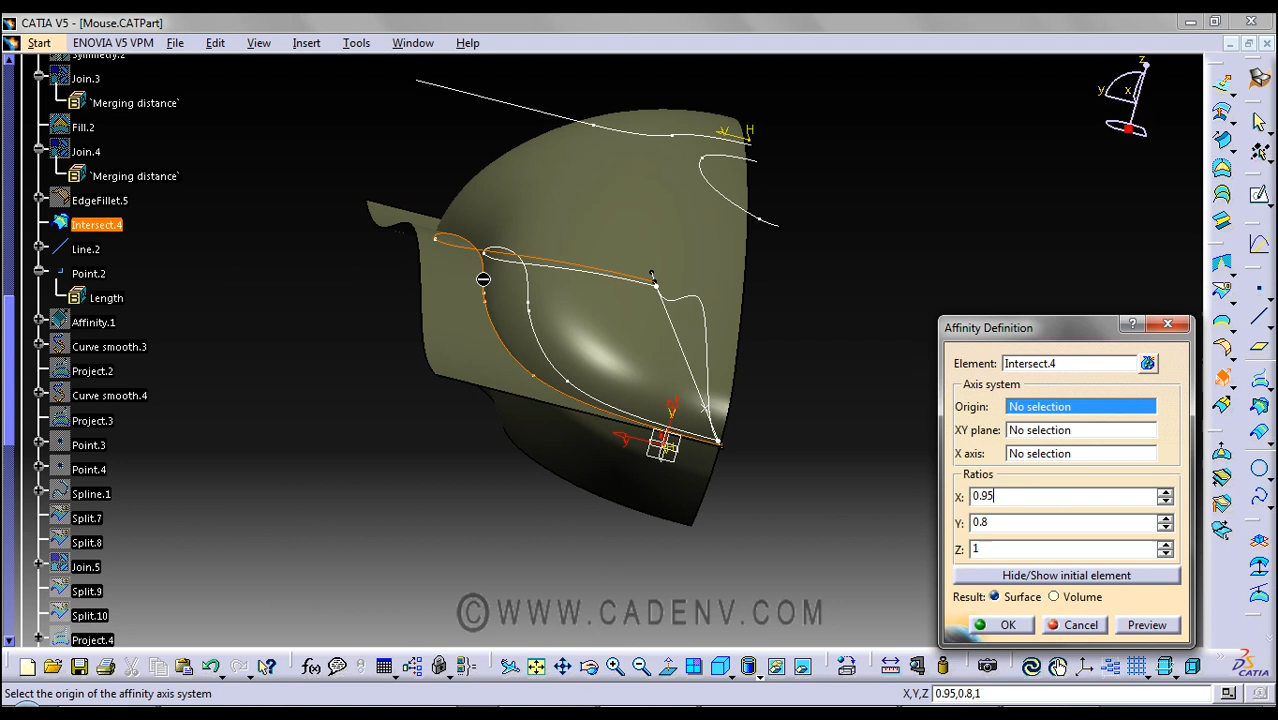 CATIA V5 - [Mouse.CATPart]
Start ENOVIA V5 VPM File Edit View Insert Tools Window Help
Symmetry.2
Join.3
`Merging distance`
Fill.2
Join.4
`Merging distance`
EdgeFillet.5
Intersect.4
Line.2
Point.2
Length
Affinity.1
Curve smooth.3
Project.2
Curve smooth.4
Project.3
Point.3
Point.4
Spline.1
Split.7
Split.8
Join.5
Split.9
Split.10
Project.4
z
y x
V H
y
y
Affinity Definition
?
Element: Intersect.4
Axis system
Origin: No selection
XY plane: No selection
X axis: No selection
Ratios
X: 0.95
Y: 0.8
Z: 1
Hide/Show initial element
Result: Surface Volume
OK Cancel Preview
©WWW.CADENV.COM
f(x)
CATIA
Select the origin of the affinity axis system
X,Y,Z 0.95,0.8,1